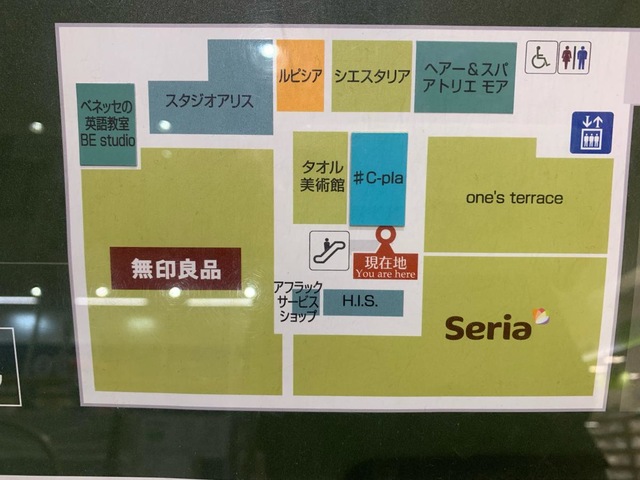 ベネッセの
英語教室
BE studio
スタジオアリス
ルピシア
シエスタリア
ヘアー&スパ
アトリエ モア
タオル
美術館
♯C-pla
one's terrace
無印良品
現在地
You are here
アフラック
サービス
ショップ
H.I.S.
Seria